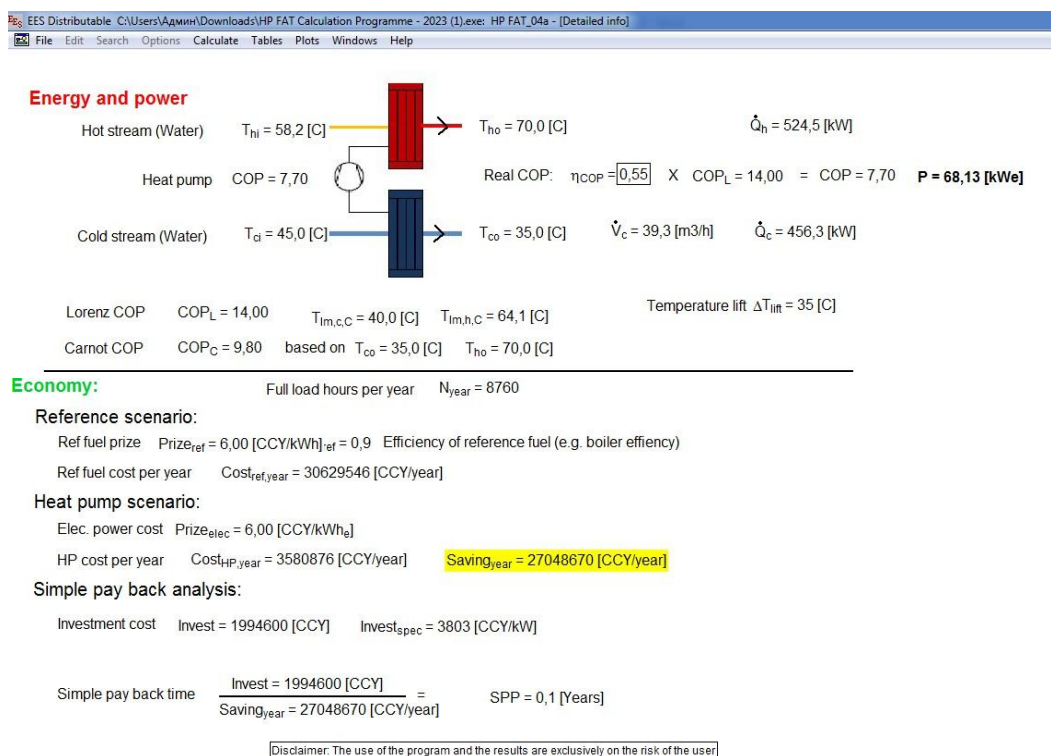 EES Distributable C:\Users\Админ\Downloads\HP FAT Calculation Programme - 2023 (1).exe: HP FAT_04a - [Detailed info]
File Edit Search Options Calculate Tables Plots Windows Help
Energy and power
Hot stream (Water) Thi = 58,2 [C] Tho = 70,0 [C] Q̇h = 524,5 [kW]
Heat pump COP = 7,70 Real COP: ηCOP = 0,55 X COPL = 14,00 = COP = 7,70 P = 68,13 [kWe]
Cold stream (Water) Tci = 45,0 [C] Tco = 35,0 [C] V̇c = 39,3 [m3/h] Q̇c = 456,3 [kW]
Lorenz COP COPL = 14,00 Tlm,c,C = 40,0 [C] Tlm,h,C = 64,1 [C] Temperature lift ΔTlift = 35 [C]
Carnot COP COPC = 9,80 based on Tco = 35,0 [C] Tho = 70,0 [C]
Economy: Full load hours per year Nyear = 8760
Reference scenario:
Ref fuel prize Prizeref = 6,00 [CCY/kWh] ref = 0,9 Efficiency of reference fuel (e.g. boiler effiency)
Ref fuel cost per year Costref,year = 30629546 [CCY/year]
Heat pump scenario:
Elec. power cost Prizeelec = 6,00 [CCY/kWhe]
HP cost per year CostHP,year = 3580876 [CCY/year] Savingyear = 27048670 [CCY/year]
Simple pay back analysis:
Investment cost Invest = 1994600 [CCY] Investspec = 3803 [CCY/kW]
Simple pay back time Invest = 1994600 [CCY]
Savingyear = 27048670 [CCY/year] = SPP = 0,1 [Years]
Disclaimer: The use of the program and the results are exclusively on the risk of the user